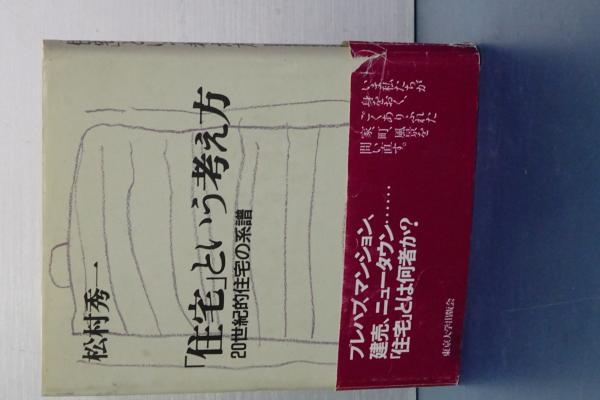 「住宅」という考え方
20世紀的住宅の系譜
松村秀一
いま私たちが
身をおく、
ごくあり・ふれた
家、町、風景を
問い直す。
プレハブ、マンション、
建売、ニュータウン……
「住宅」とは何者か?
東京大学出版会